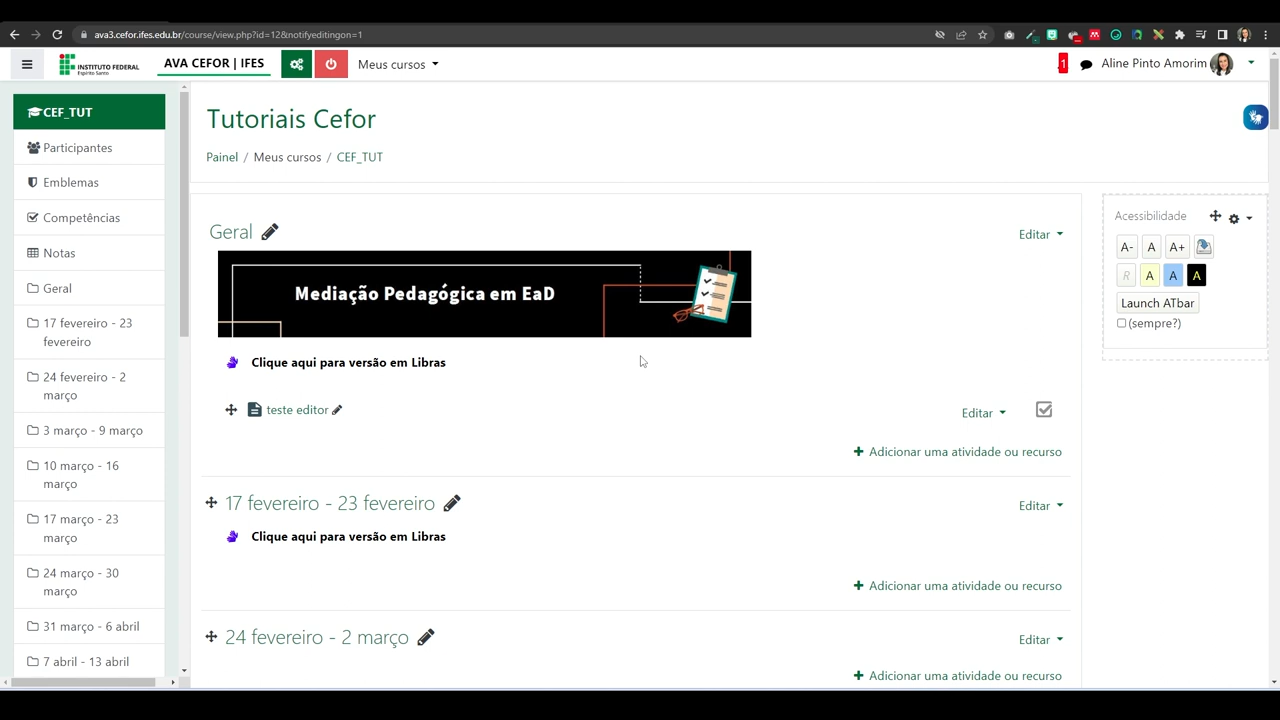 ava3.cefor.ifes.edu.br/course/view.php?id=12&notifyeditingon=1
INSTITUTO FEDERAL
Espírito Santo
AVA CEFOR | IFES
Meus cursos
1
Aline Pinto Amorim
CEF_TUT
Participantes
Emblemas
Competências
Notas
Geral
17 fevereiro - 23
fevereiro
24 fevereiro - 2
março
3 março - 9 março
10 março - 16
março
17 março - 23
março
24 março - 30
março
31 março - 6 abril
7 abril - 13 abril
Tutoriais Cefor
Painel / Meus cursos / CEF_TUT
Geral
Editar
Mediação Pedagógica em EaD
Clique aqui para versão em Libras
teste editor
Editar
Adicionar uma atividade ou recurso
17 fevereiro - 23 fevereiro
Editar
Clique aqui para versão em Libras
Adicionar uma atividade ou recurso
24 fevereiro - 2 março
Editar
Adicionar uma atividade ou recurso
Acessibilidade
A- A A+
R A A A
Launch ATbar
(sempre?)